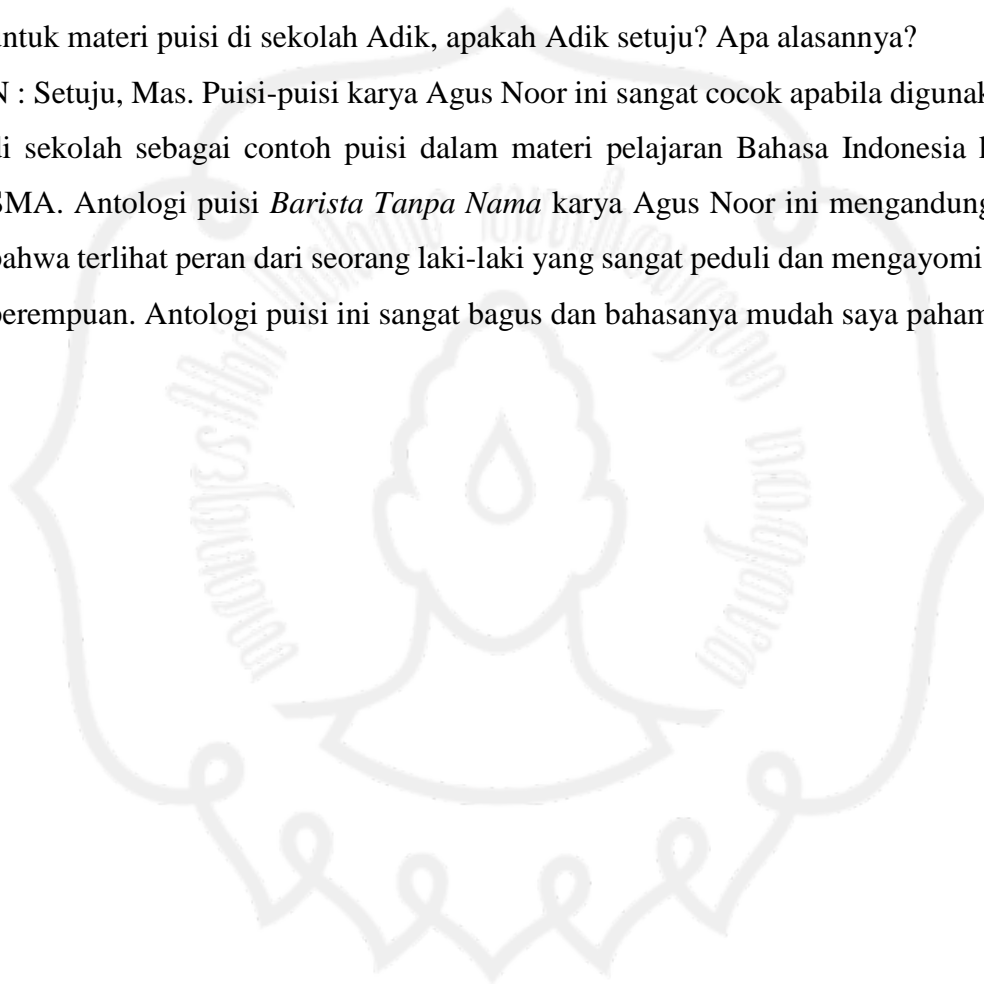 untuk materi puisi di sekolah Adik, apakah Adik setuju? Apa alasannya?
N : Setuju, Mas. Puisi-puisi karya Agus Noor ini sangat cocok apabila digunak
di sekolah sebagai contoh puisi dalam materi pelajaran Bahasa Indonesia
SMA. Antologi puisi Barista Tanpa Nama karya Agus Noor ini mengandung
bahwa terlihat peran dari seorang laki-laki yang sangat peduli dan mengayomi
perempuan. Antologi puisi ini sangat bagus dan bahasanya mudah saya paham